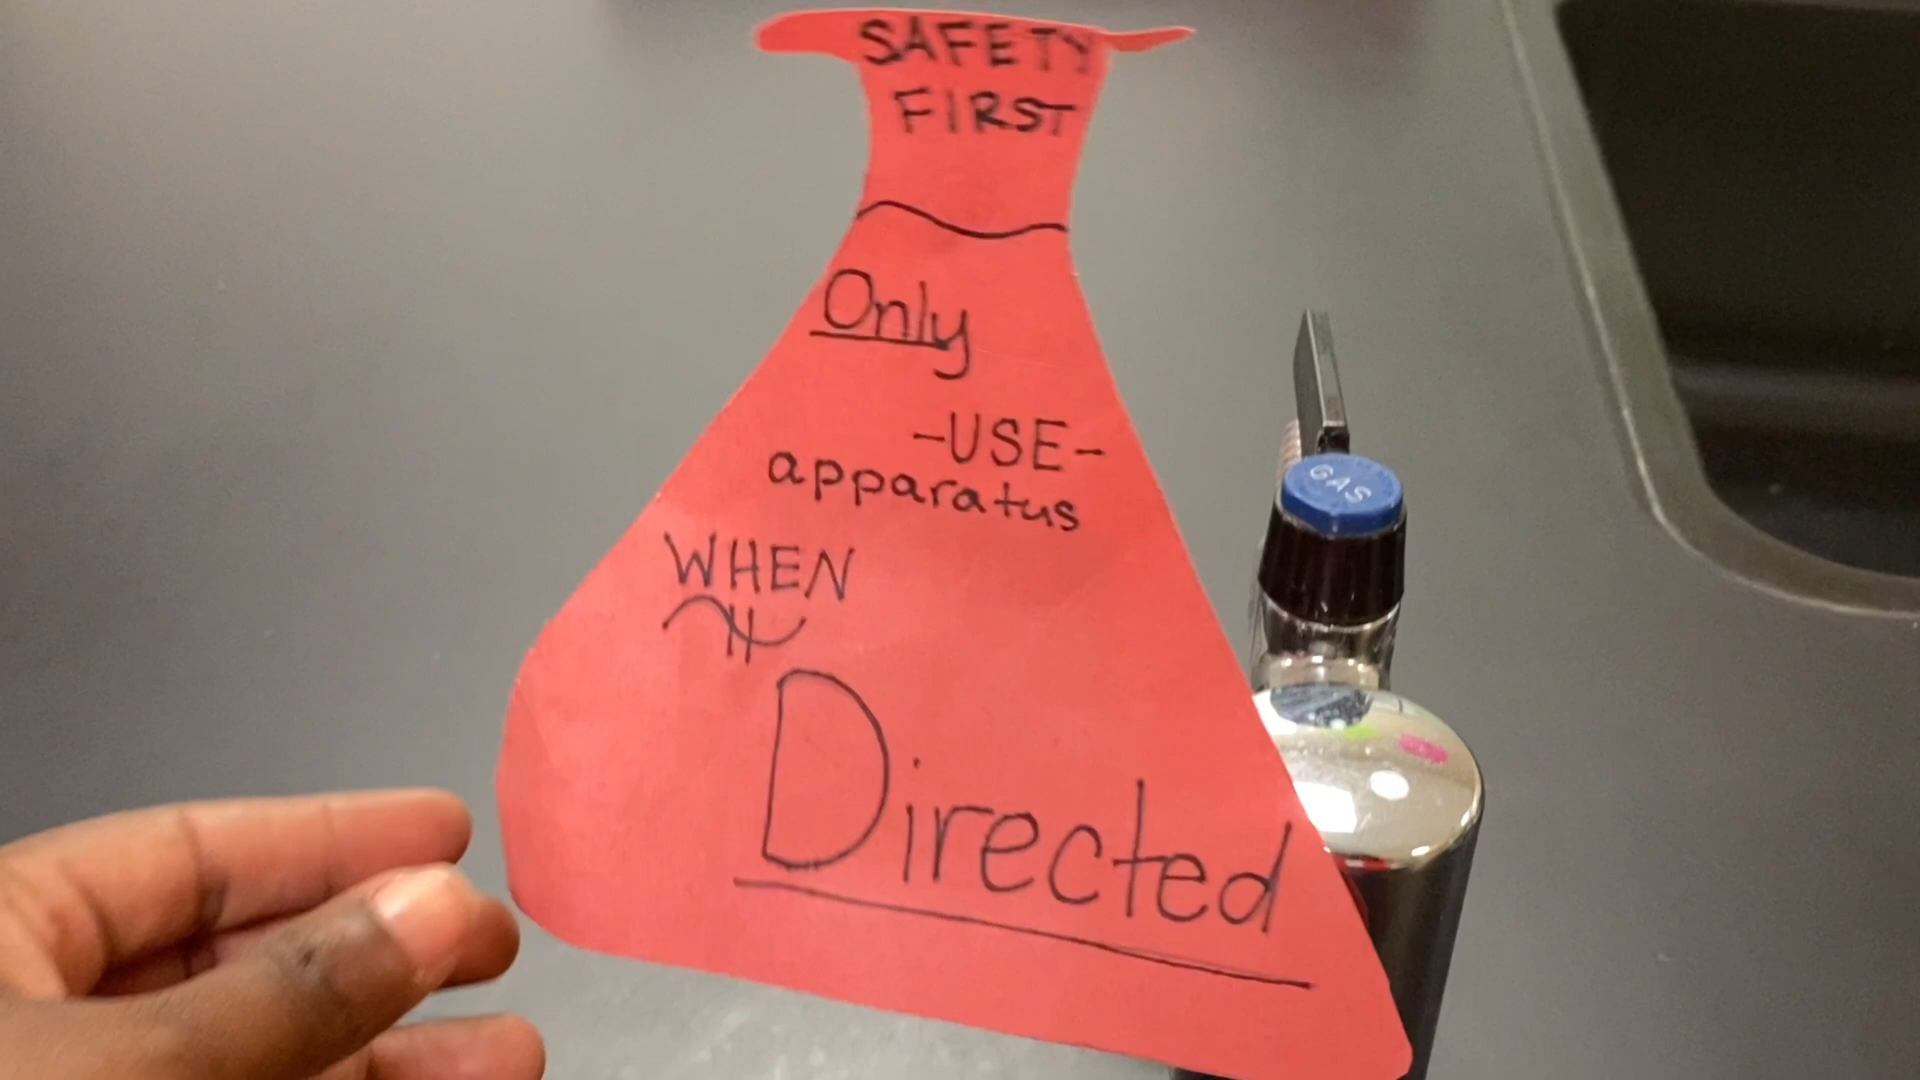 SAFETY
FIRST
Only
-USE-
apparatus
WHEN
Directed
GAS